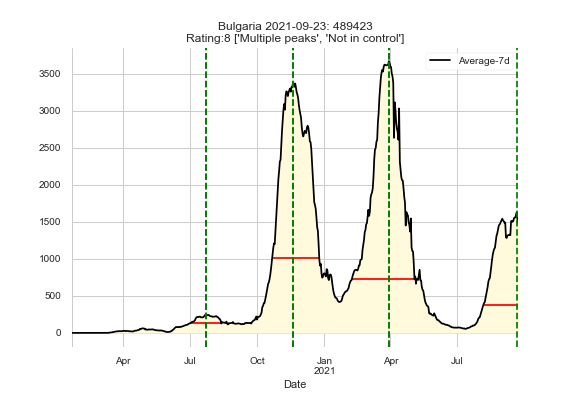 Bulgaria 2021-09-23: 489423
Rating:8 ['Multiple peaks', 'Not in control']
Average-7d
3500
3000
2500
2000
1500
1000
500
0
Apr Jul Oct Jan Apr Jul
2021
Date